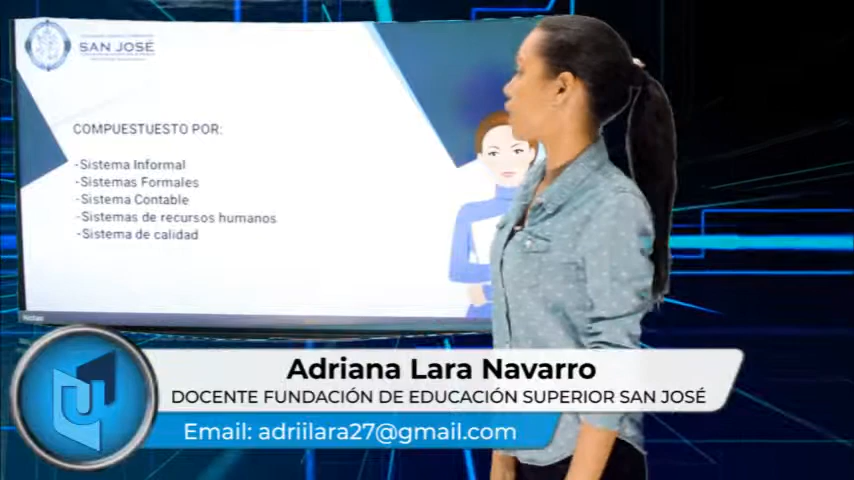 SAN JOSÉ
COMPUESTUESTO POR:
-Sistema Informal
-Sistemas Formales
-Sistema Contable
-Sistemas de recursos humanos
-Sistema de calidad
Adriana Lara Navarro
DOCENTE FUNDACIÓN DE EDUCACIÓN SUPERIOR SAN JOSÉ
Email: adriilara27@gmail.com